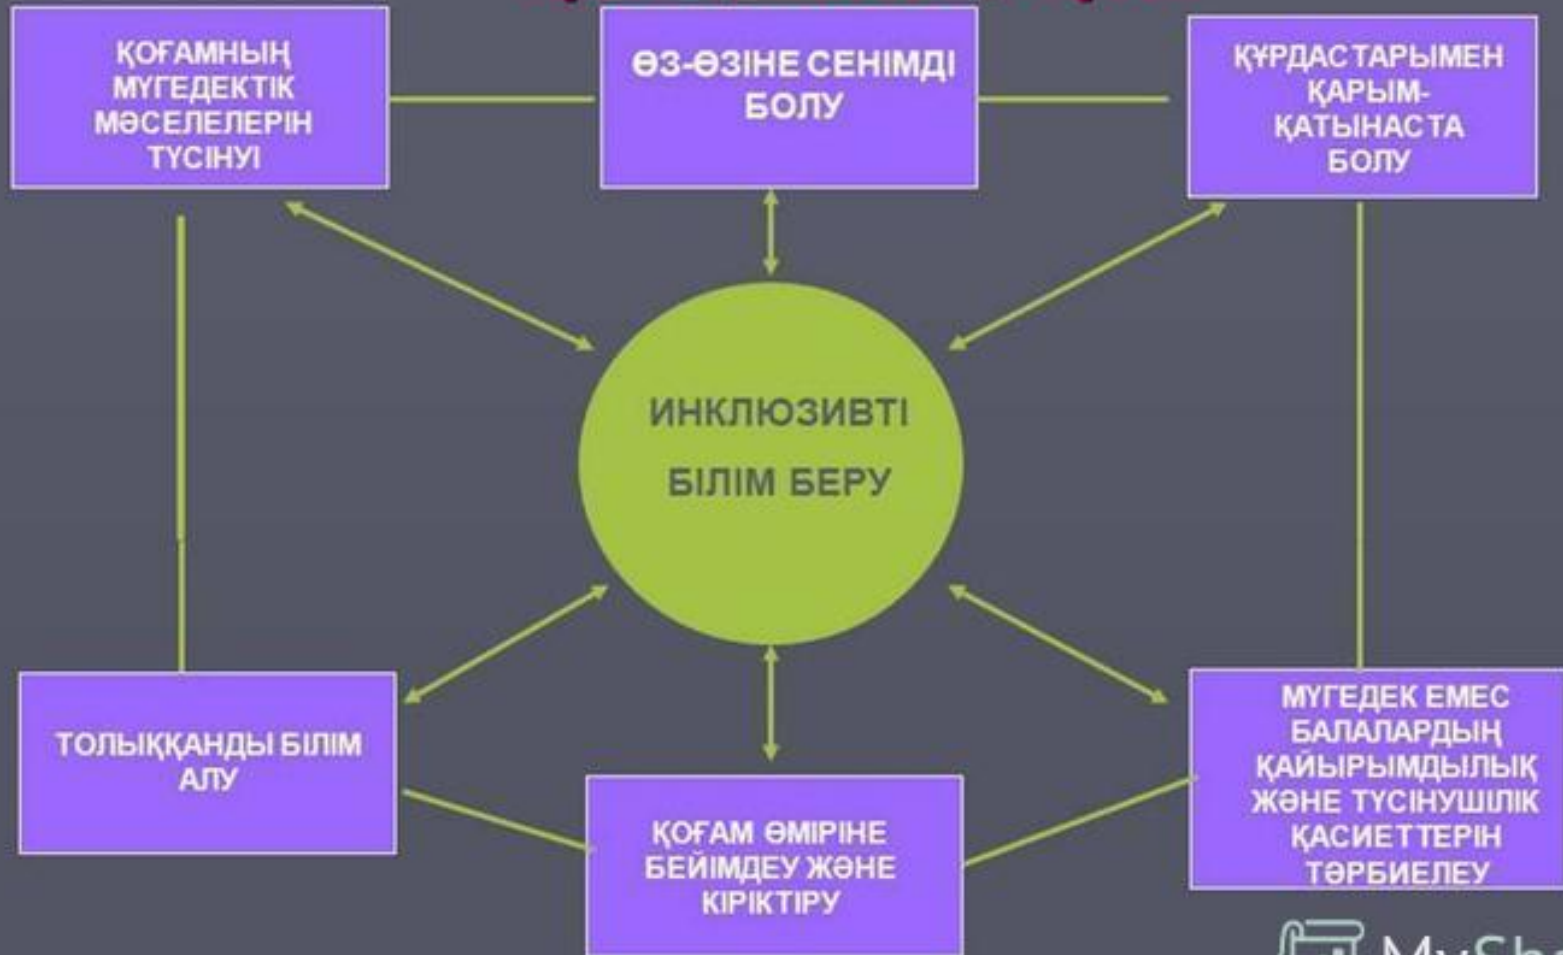 ҚОҒАМНЫҢ
МҮГЕДЕКТІК
МӘСЕЛЕЛЕРІН
ТҮСІНУІ
ӨЗ-ӨЗІНЕ СЕНІМДІ
БОЛУ
ҚҰРДАСТАРЫМЕН
ҚАРЫМ-
ҚАТЫНАСТА
БОЛУ
ИНКЛЮЗИВТІ
БІЛІМ БЕРУ
ТОЛЫҚҚАНДЫ БІЛІМ
АЛУ
ҚОҒАМ ӨМІРІНЕ
БЕЙІМДЕУ ЖӘНЕ
КІРІКТІРУ
МҮГЕДЕК ЕМЕС
БАЛАЛАРДЫҢ
ҚАЙЫРЫМДЫЛЫҚ
ЖӘНЕ ТҮСІНУШІЛІК
ҚАСИЕТТЕРІН
ТӘРБИЕЛЕУ